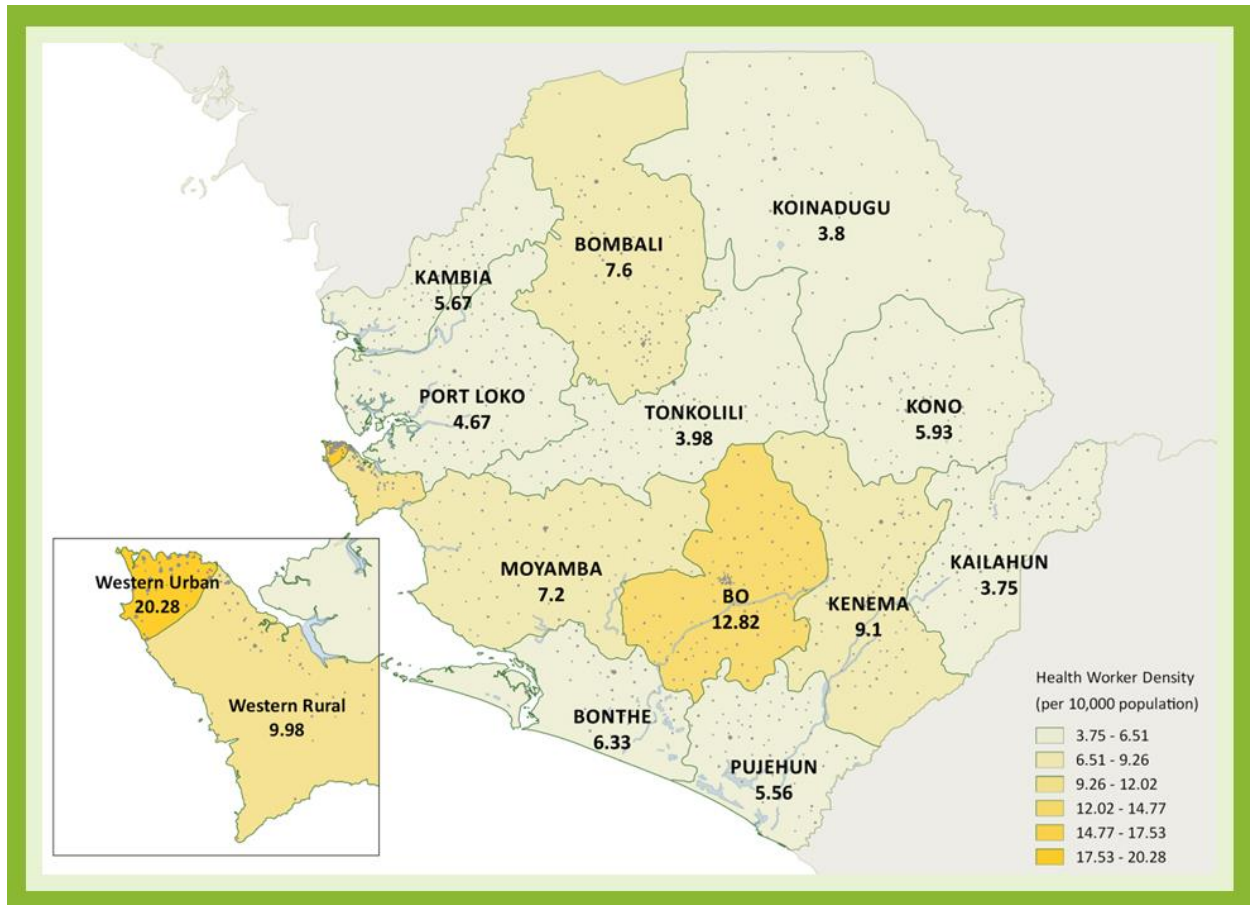 KOINADUGU
3.8
BOMBALI
7.6
KAMBIA
5.67
PORT LOKO
4.67
TONKOLILI
3.98
KONO
5.93
KAILAHUN
3.75
MOYAMBA
7.2
BO
12.82
KENEMA
9.1
BONTHE
6.33
PUJEHUN
5.56
Western Urban
20.28
Western Rural
9.98
Health Worker Density
(per 10,000 population)
3.75 - 6.51
6.51 - 9.26
9.26 - 12.02
12.02 - 14.77
14.77 - 17.53
17.53 - 20.28